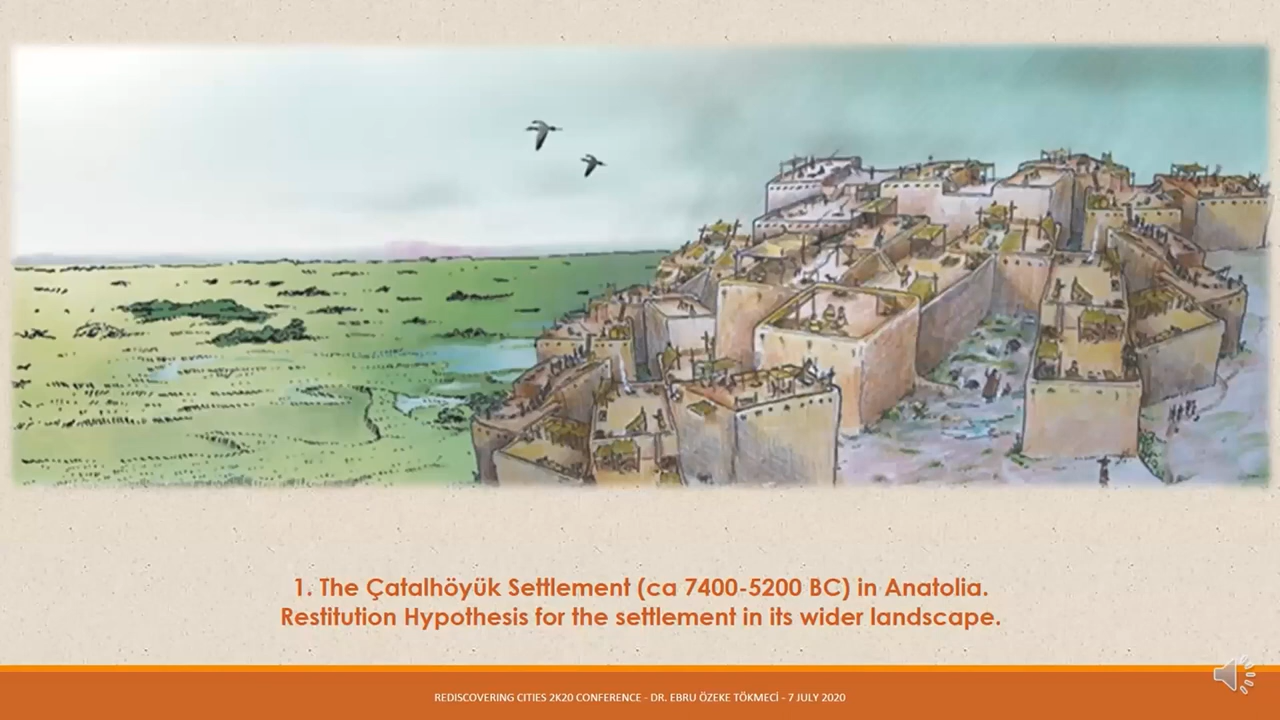 1. The Çatalhöyük Settlement (ca 7400-5200 BC) in Anatolia.
Restitution Hypothesis for the settlement in its wider landscape.
REDISCOVERING CITIES 2K20 CONFERENCE - DR. EBRU ÖZEKE TÖKMECİ - 7 JULY 2020